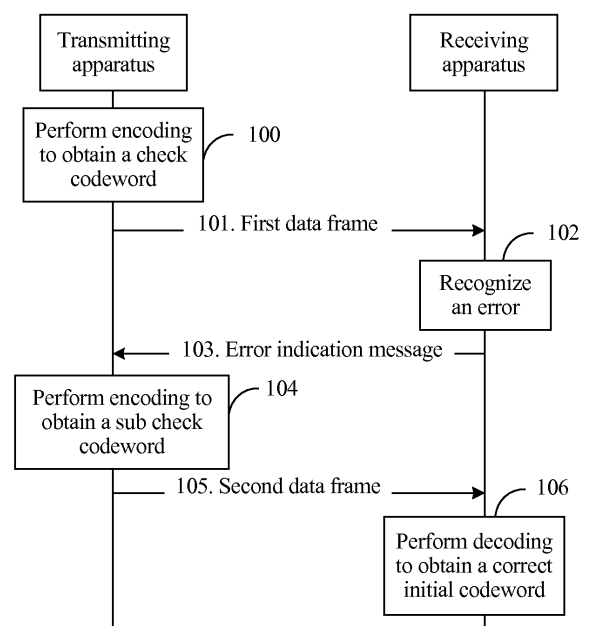 Transmitting
apparatus
Receiving
apparatus
Perform encoding
to obtain a check
codeword
100
101. First data frame
102
Recognize
an error
103. Error indication message
104
Perform encoding to
obtain a sub check
codeword
105. Second data frame
106
Perform decoding
to obtain a correct
initial codeword